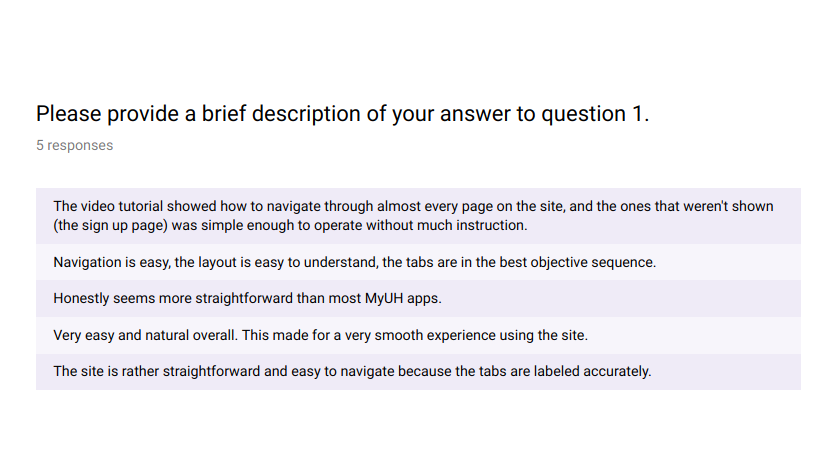 Please provide a brief description of your answer to question 1.
5 responses
The video tutorial showed how to navigate through almost every page on the site, and the ones that weren't shown
(the sign up page) was simple enough to operate without much instruction.
Navigation is easy, the layout is easy to understand, the tabs are in the best objective sequence.
Honestly seems more straightforward than most MyUH apps.
Very easy and natural overall. This made for a very smooth experience using the site.
The site is rather straightforward and easy to navigate because the tabs are labeled accurately.